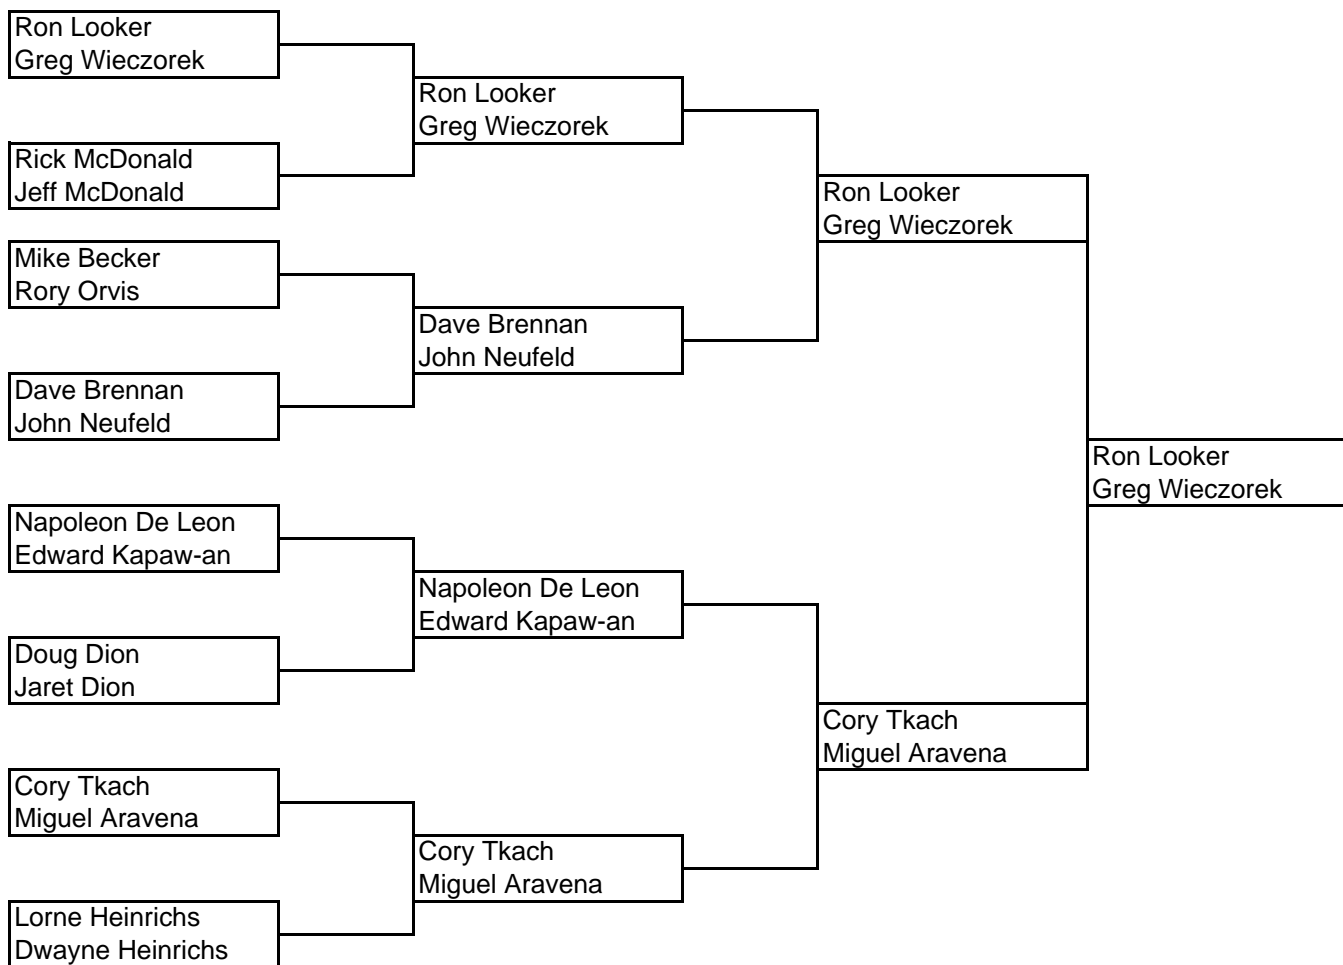 Ron Looker
Greg Wieczorek
Rick McDonald
Jeff McDonald
Mike Becker
Rory Orvis
Dave Brennan
John Neufeld
Napoleon De Leon
Edward Kapaw-an
Doug Dion
Jaret Dion
Cory Tkach
Miguel Aravena
Lorne Heinrichs
Dwayne Heinrichs
Ron Looker
Greg Wieczorek
Dave Brennan
John Neufeld
Napoleon De Leon
Edward Kapaw-an
Cory Tkach
Miguel Aravena
Ron Looker
Greg Wieczorek
Cory Tkach
Miguel Aravena
Ron Looker
Greg Wieczorek